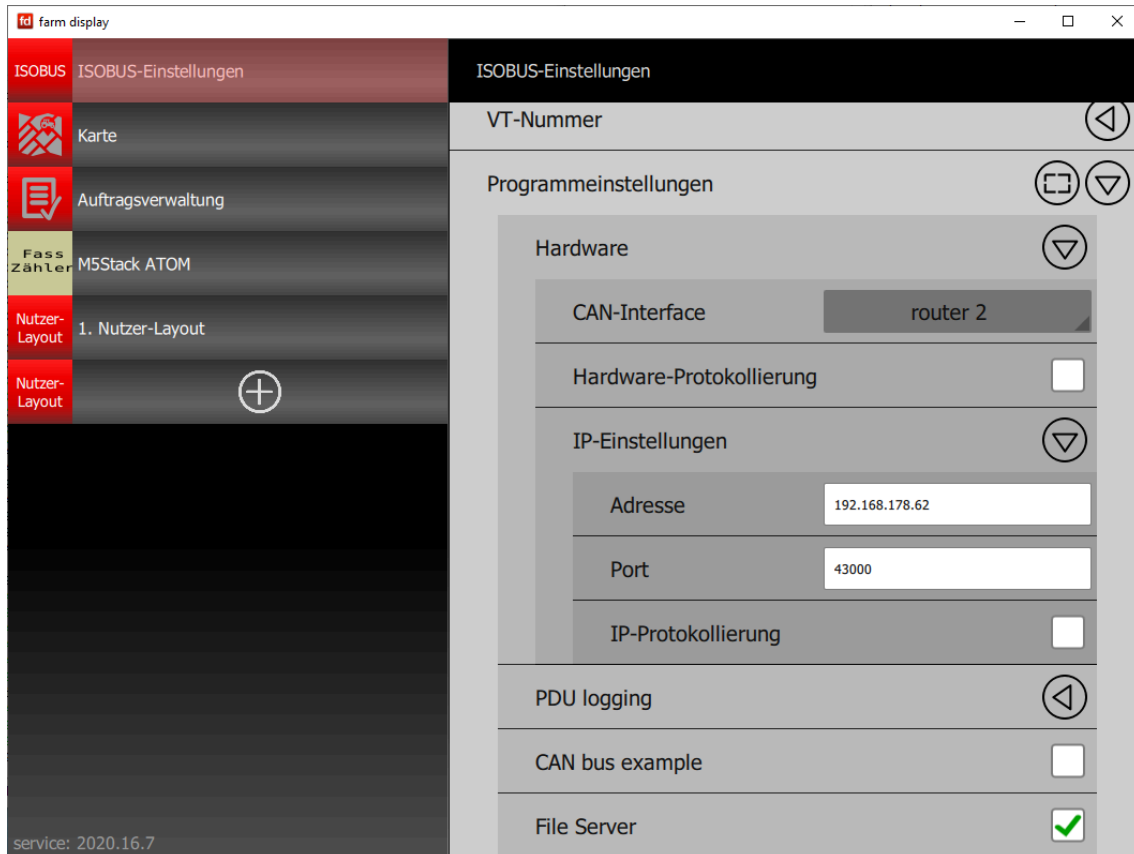 fd farm display
ISOBUS ISOBUS-Einstellungen
Karte
Auftragsverwaltung
Fass
Zähler
M5Stack ATOM
Nutzer-
Layout
1. Nutzer-Layout
Nutzer-
Layout
service: 2020.16.7
ISOBUS-Einstellungen
VT-Nummer
Programmeinstellungen
Hardware
CAN-Interface router 2
Hardware-Protokollierung
IP-Einstellungen
Adresse 192.168.178.62
Port 43000
IP-Protokollierung
PDU logging
CAN bus example
File Server